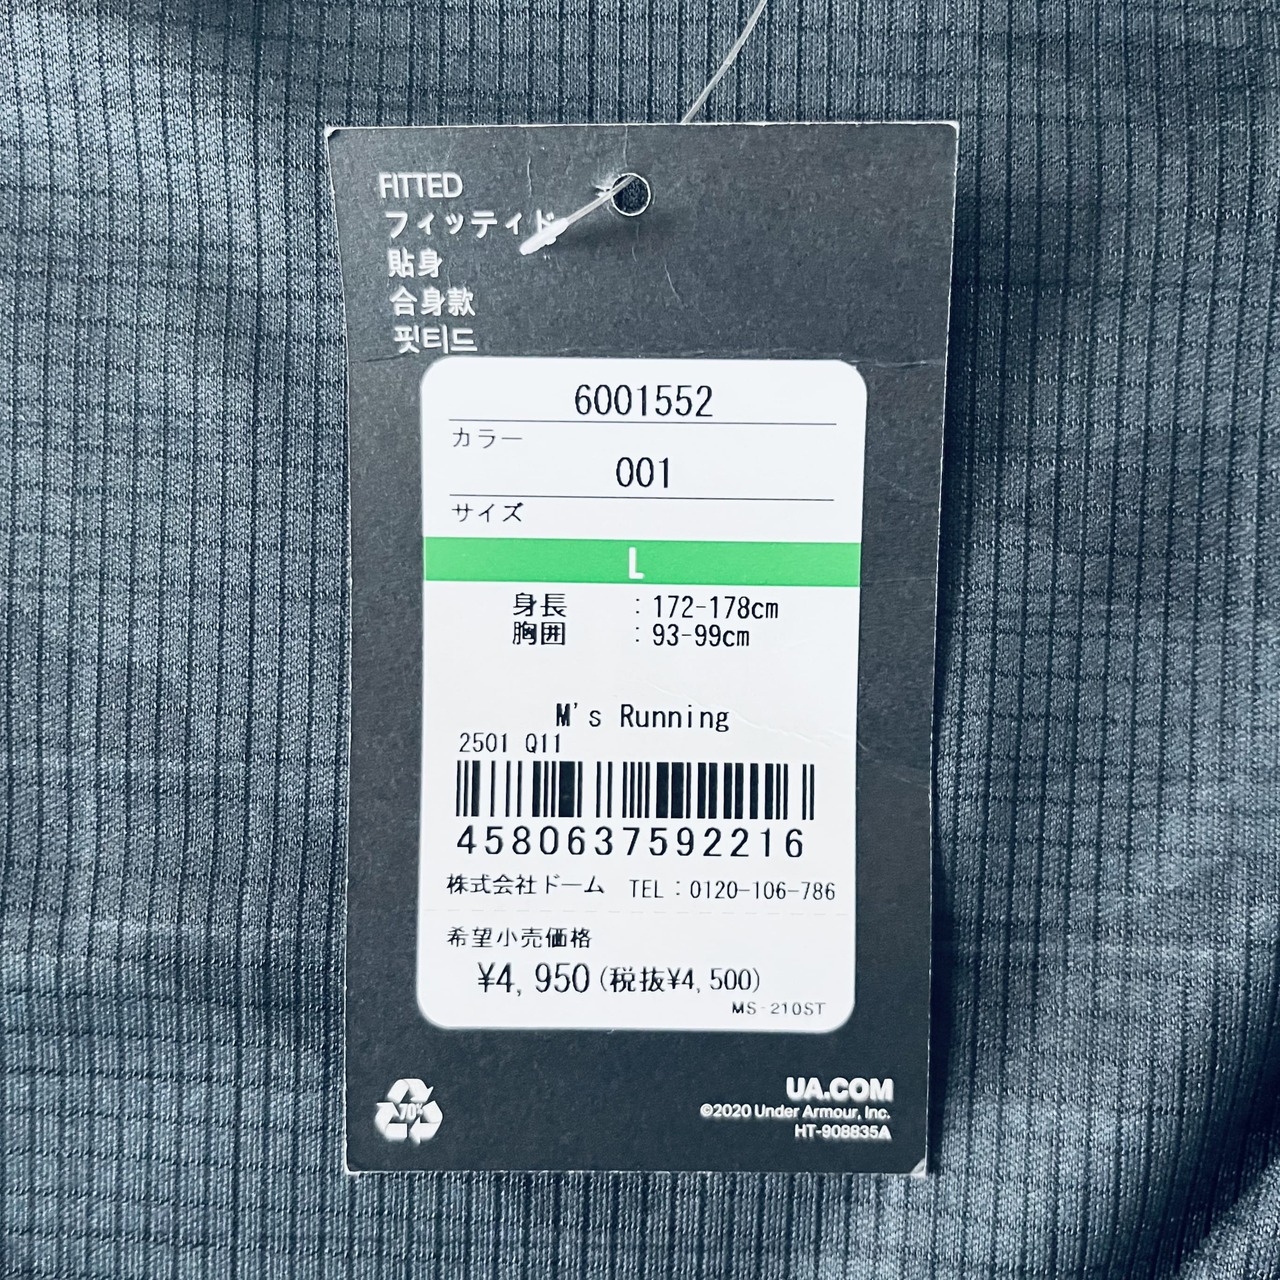 FITTED
フィッティド
貼身
合身款
핏티드
6001552
カラー
001
サイズ
L
身長 : 172-178cm
胸囲 : 93-99cm
M's Running
2501 Q11
4580637592216
株式会社ドーム TEL:0120-106-786
希望小売価格
¥4,950(税抜¥4,500)
MS-210ST
70%
UA.COM
©2020 Under Armour, Inc.
HT-908835A